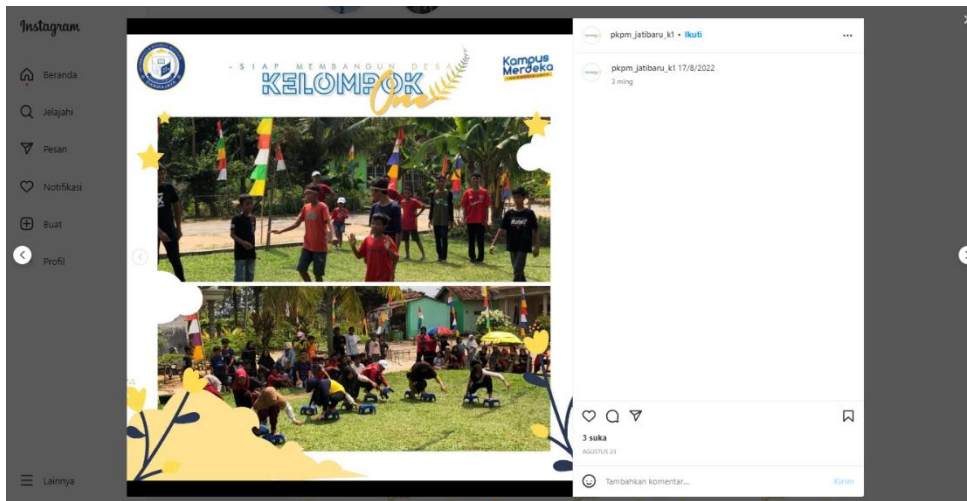 Instagram
Beranda
Jelajahi
Pesan
Notifikasi
Buat
Profil
Lainnya
- SIAP MEMBANGUN DESA
KELOMPOK
One
Kampus
Merdeka
pkpm_jatibaru_k1 • Ikuti
pkpm_jatibaru_k1 17/8/2022
3 ming
3 suka
AGUSTUS 23
Tambahkan komentar...
Kirim